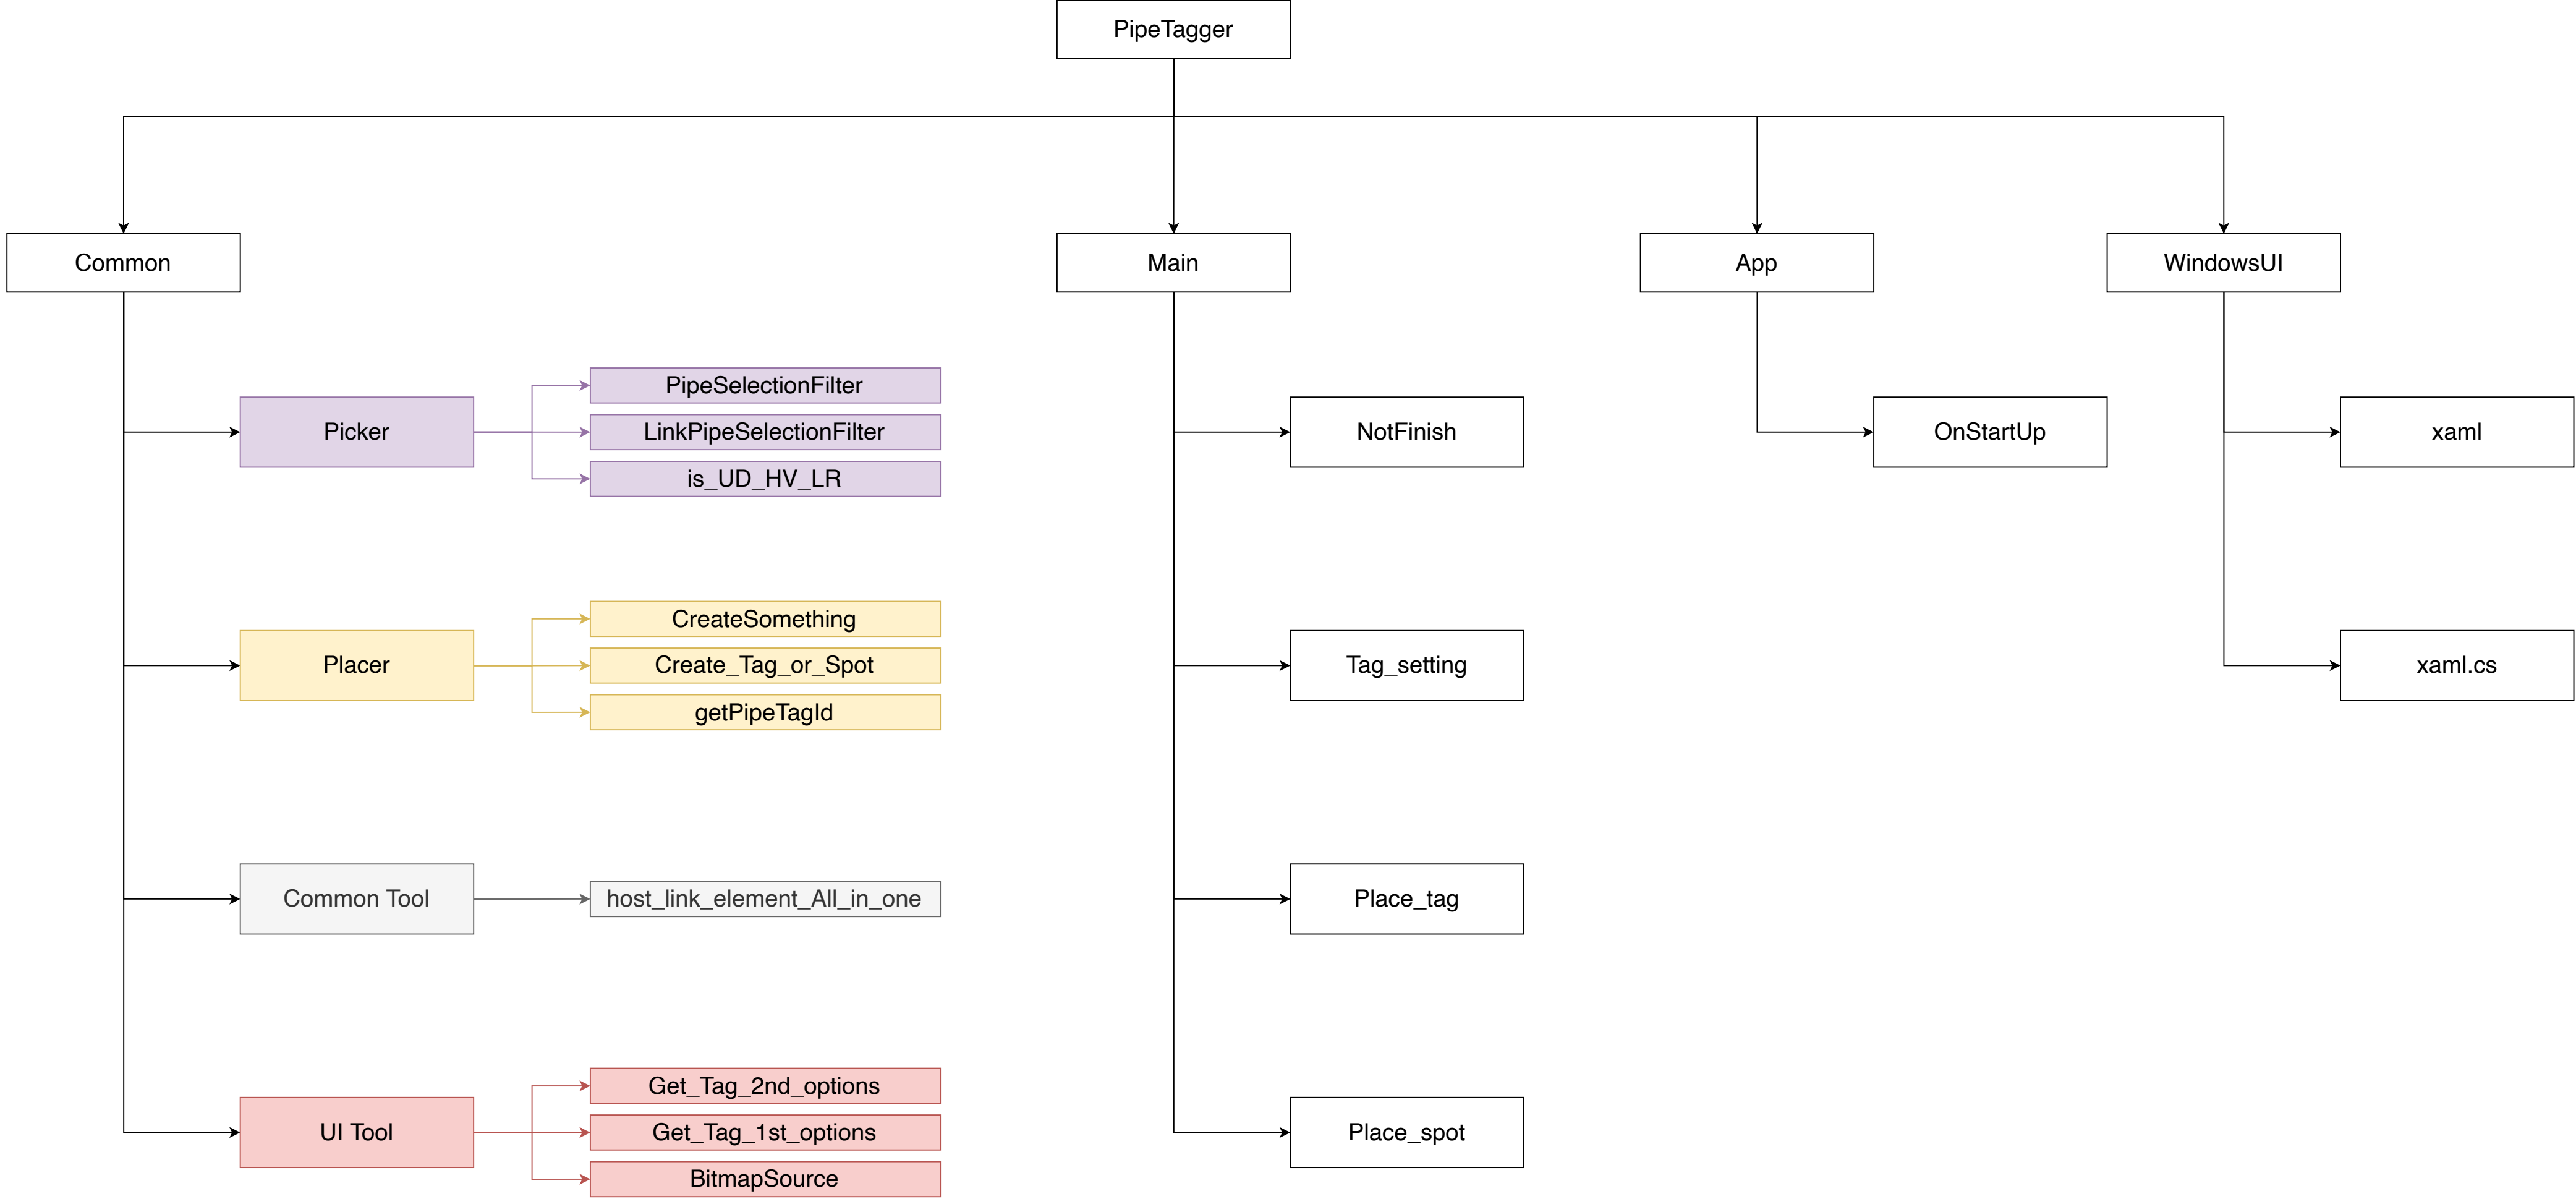 PipeTagger
Common
Main
App
WindowsUI
Picker
PipeSelectionFilter
LinkPipeSelectionFilter
is_UD_HV_LR
NotFinish
OnStartUp
xaml
Placer
CreateSomething
Create_Tag_or_Spot
getPipeTagId
Tag_setting
xaml.cs
Common Tool
host_link_element_All_in_one
Place_tag
UI Tool
Get_Tag_2nd_options
Get_Tag_1st_options
BitmapSource
Place_spot